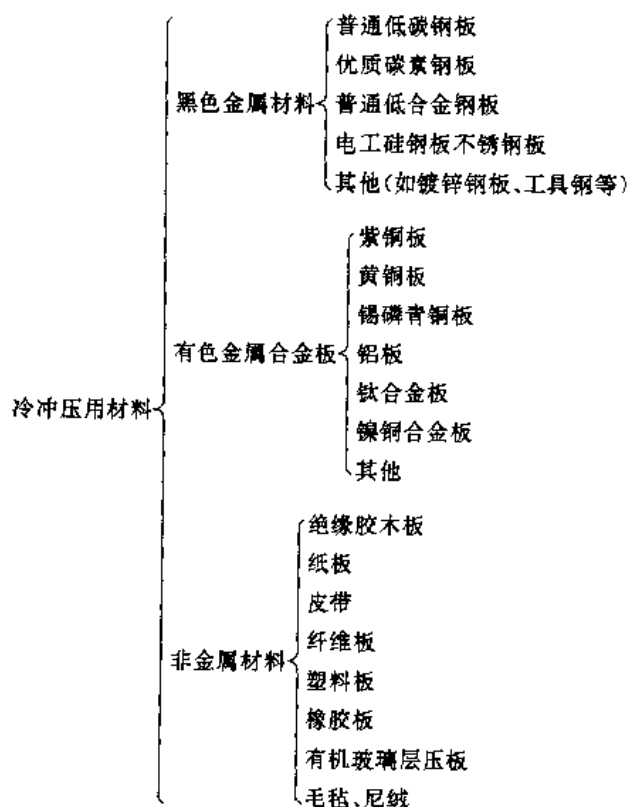 普通低碳钢板
优质碳素钢板
黑色金属材料
普通低合金钢板
电工硅钢板不锈钢板
其他(如镀锌钢板、工具钢等)
紫铜板
黄铜板
锡磷青铜板
有色金属合金板
铝板
钛合金板
冷冲压用材料
镍铜合金板
其他
绝缘胶木板
纸板
皮带
纤维板
非金属材料
塑料板
橡胶板
有机玻璃层压板
毛毡、尼绒